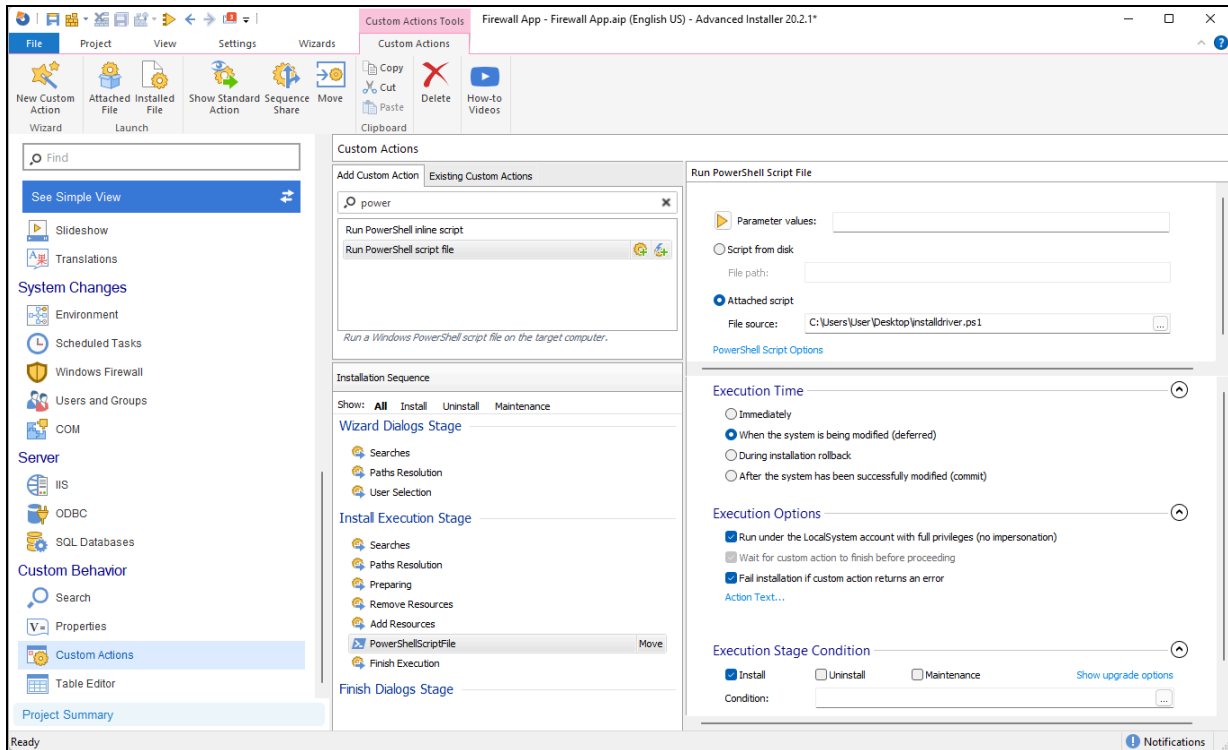 Custom Actions Tools
Firewall App - Firewall App.aip (English US) - Advanced Installer 20.2.1*
File
Project
View
Settings
Wizards
Custom Actions
New Custom
Action
Attached
File
Installed
File
Show Standard
Action
Sequence
Share
Move
Copy
Cut
Paste
Delete
How-to
Videos
Wizard
Launch
Clipboard
Find
See Simple View
Slideshow
Translations
System Changes
Environment
Scheduled Tasks
Windows Firewall
Users and Groups
COM
Server
IIS
ODBC
SQL Databases
Custom Behavior
Search
Properties
Custom Actions
Table Editor
Project Summary
Custom Actions
Add Custom Action
Existing Custom Actions
power
Run PowerShell inline script
Run PowerShell script file
Run a Windows PowerShell script file on the target computer.
Installation Sequence
Show: All Install Uninstall Maintenance
Wizard Dialogs Stage
Searches
Paths Resolution
User Selection
Install Execution Stage
Searches
Paths Resolution
Preparing
Remove Resources
Add Resources
PowerShellScriptFile Move
Finish Execution
Finish Dialogs Stage
Run PowerShell Script File
Parameter values:
Script from disk
File path:
Attached script
File source: C:\Users\User\Desktop\installdriver.ps1
...
PowerShell Script Options
Execution Time
Immediately
When the system is being modified (deferred)
During installation rollback
After the system has been successfully modified (commit)
Execution Options
Run under the LocalSystem account with full privileges (no impersonation)
Wait for custom action to finish before proceeding
Fail installation if custom action returns an error
Action Text...
Execution Stage Condition
Install Uninstall Maintenance Show upgrade options
Condition: ...
Ready
Notifications